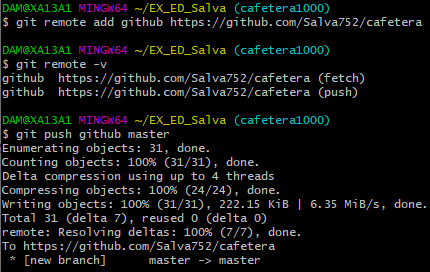 DAM@XA13A1 MINGW64 ~/EX_ED_Salva (cafetera1000)
$ git remote add github https://github.com/Salva752/cafetera
DAM@XA13A1 MINGW64 ~/EX_ED_Salva (cafetera1000)
$ git remote -v
github  https://github.com/Salva752/cafetera (fetch)
github  https://github.com/Salva752/cafetera (push)
DAM@XA13A1 MINGW64 ~/EX_ED_Salva (cafetera1000)
$ git push github master
Enumerating objects: 31, done.
Counting objects: 100% (31/31), done.
Delta compression using up to 4 threads
Compressing objects: 100% (24/24), done.
Writing objects: 100% (31/31), 222.15 KiB | 6.35 MiB/s, done.
Total 31 (delta 7), reused 0 (delta 0)
remote: Resolving deltas: 100% (7/7), done.
To https://github.com/Salva752/cafetera
 * [new branch]      master -> master